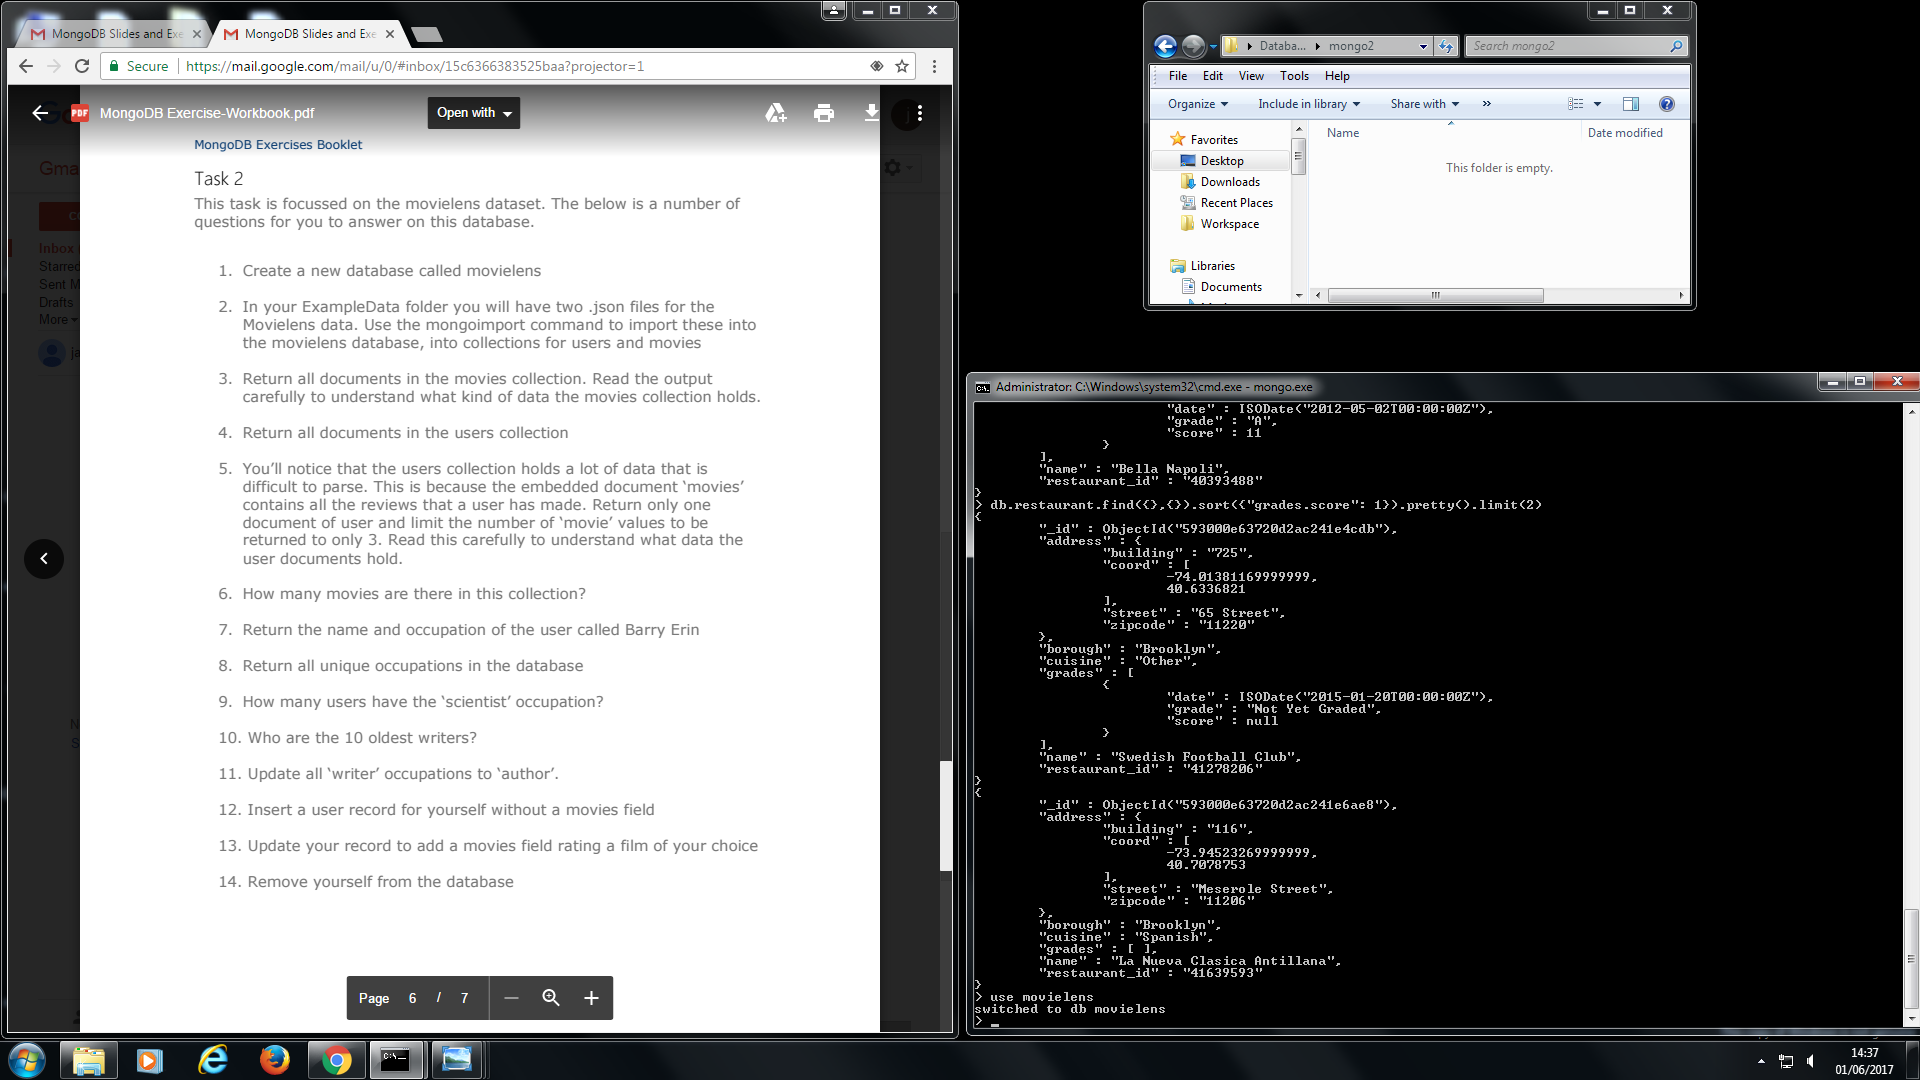 MongoDB Slides and Exe
MongoDB Slides and Exe
Secure
https://mail.google.com/mail/u/0/#inbox/15c6366383525baa?projector=1
PDF
MongoDB Exercise-Workbook.pdf
Open with
MongoDB Exercises Booklet
Task 2
This task is focussed on the movielens dataset. The below is a number of
questions for you to answer on this database.
1. Create a new database called movielens
2. In your ExampleData folder you will have two .json files for the
Movielens data. Use the mongoimport command to import these into
the movielens database, into collections for users and movies
3. Return all documents in the movies collection. Read the output
carefully to understand what kind of data the movies collection holds.
4. Return all documents in the users collection
5. You’ll notice that the users collection holds a lot of data that is
difficult to parse. This is because the embedded document ‘movies’
contains all the reviews that a user has made. Return only one
document of user and limit the number of ‘movie’ values to be
returned to only 3. Read this carefully to understand what data the
user documents hold.
6. How many movies are there in this collection?
7. Return the name and occupation of the user called Barry Erin
8. Return all unique occupations in the database
9. How many users have the ‘scientist’ occupation?
10. Who are the 10 oldest writers?
11. Update all ‘writer’ occupations to ‘author’.
12. Insert a user record for yourself without a movies field
13. Update your record to add a movies field rating a film of your choice
14. Remove yourself from the database
Page 6 / 7
Inbox
Starred
Sent M
Drafts
More
Databa...
mongo2
Search mongo2
File Edit View Tools Help
Organize Include in library Share with »
Name Date modified
This folder is empty.
Favorites
Desktop
Downloads
Recent Places
Workspace
Libraries
Documents
Administrator: C:\Windows\system32\cmd.exe - mongo.exe
"date" : ISODate("2012-05-02T00:00:00Z"),
"grade" : "A",
"score" : 11
}
],
"name" : "Bella Napoli",
"restaurant_id" : "40393488"
}
> db.restaurant.find({},{}).sort({"grades.score": 1}).pretty().limit(2)
{
"_id" : ObjectId("593000e63720d2ac241e4cdb"),
"address" : {
"building" : "725",
"coord" : [
-74.01381169999999,
40.6336821
],
"street" : "65 Street",
"zipcode" : "11220"
},
"borough" : "Brooklyn",
"cuisine" : "Other",
"grades" : [
{
"date" : ISODate("2015-01-20T00:00:00Z"),
"grade" : "Not Yet Graded",
"score" : null
}
],
"name" : "Swedish Football Club",
"restaurant_id" : "41278206"
}
{
"_id" : ObjectId("593000e63720d2ac241e6ae8"),
"address" : {
"building" : "116",
"coord" : [
-73.94523269999999,
40.7078753
],
"street" : "Meserole Street",
"zipcode" : "11206"
},
"borough" : "Brooklyn",
"cuisine" : "Spanish",
"grades" : [ ],
"name" : "La Nueva Clasica Antillana",
"restaurant_id" : "41639593"
}
> use movielens
switched to db movielens
>
14:37
01/06/2017